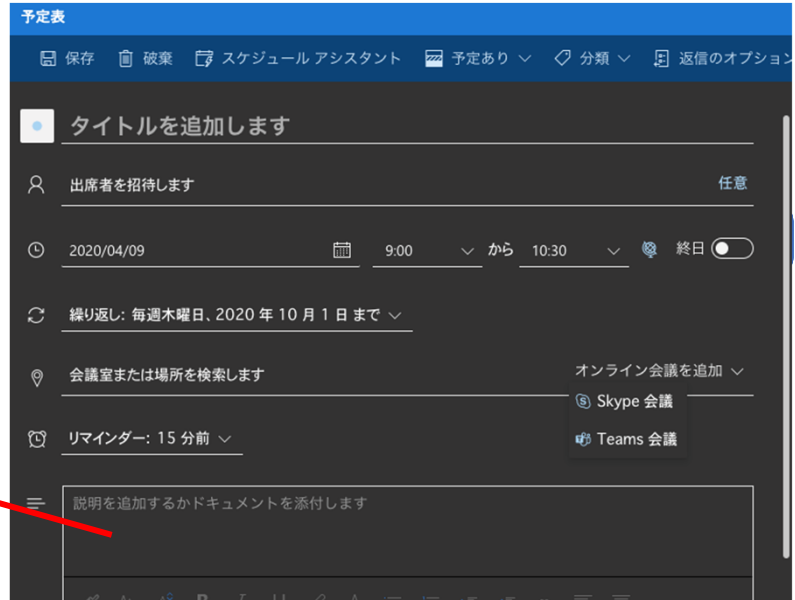 予定表
保存 破棄 スケジュール アシスタント 予定あり 分類 返信のオプション
タイトルを追加します
出席者を招待します 任意
2020/04/09 9:00 から 10:30 終日
繰り返し: 毎週木曜日、2020 年 10 月 1 日 まで
会議室または場所を検索します オンライン会議を追加
Skype 会議
リマインダー: 15 分前 Teams 会議
説明を追加するかドキュメントを添付します